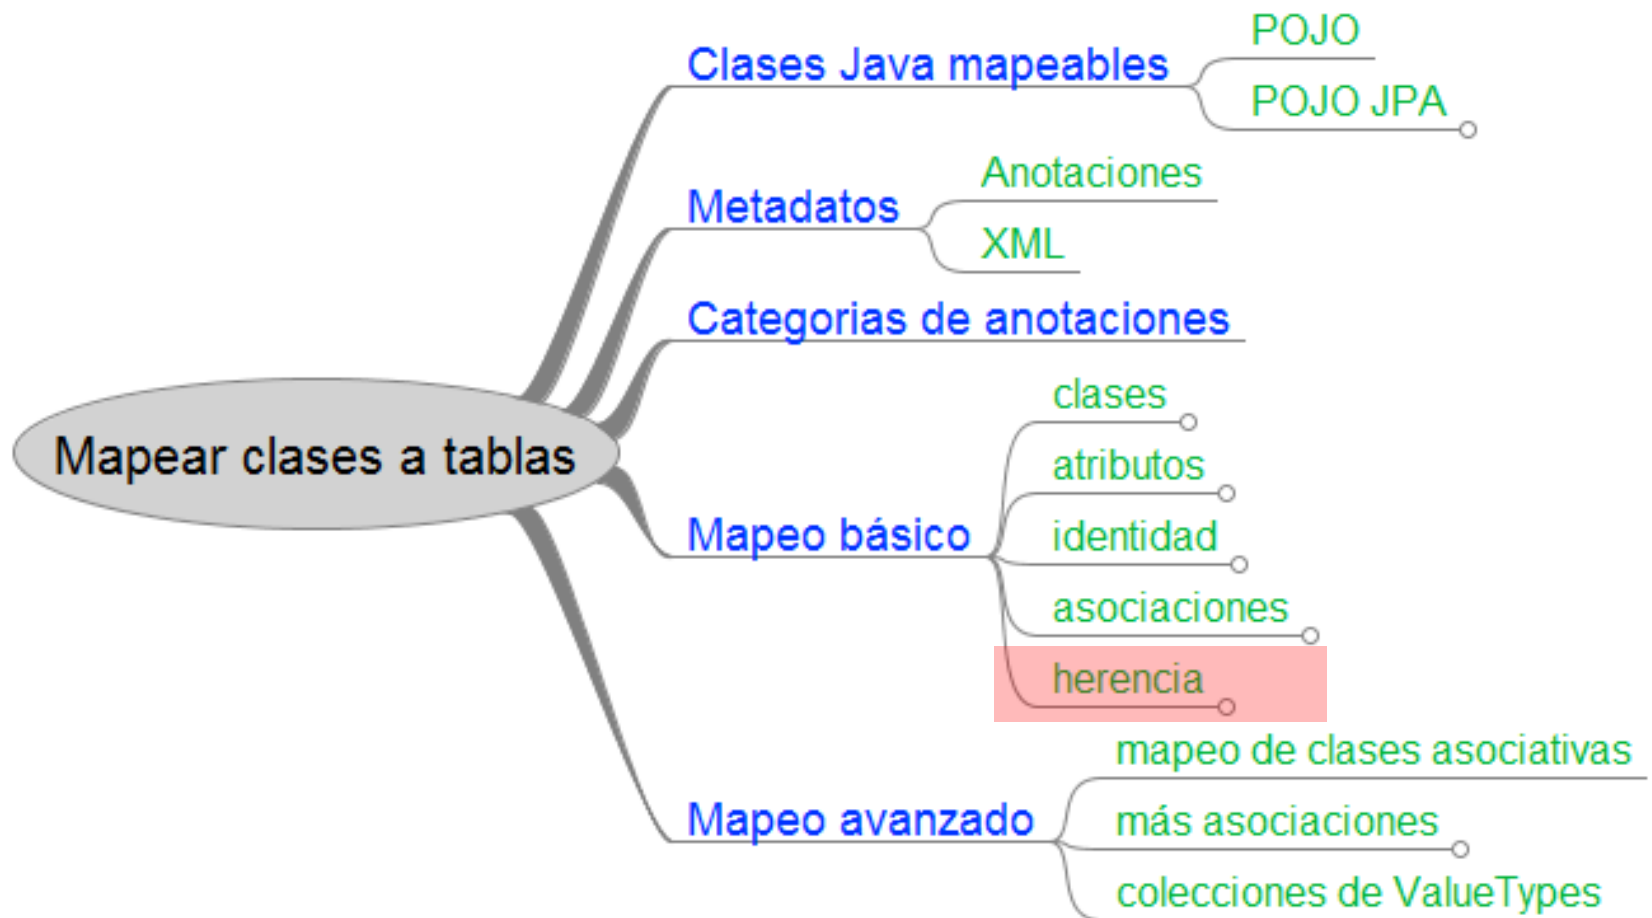 Mapear clases a tablas
Clases Java mapeables
POJO
POJO JPA
Metadatos
Anotaciones
XML
Categorias de anotaciones
Mapeo básico
clases
atributos
identidad
asociaciones
herencia
Mapeo avanzado
mapeo de clases asociativas
más asociaciones
colecciones de ValueTypes